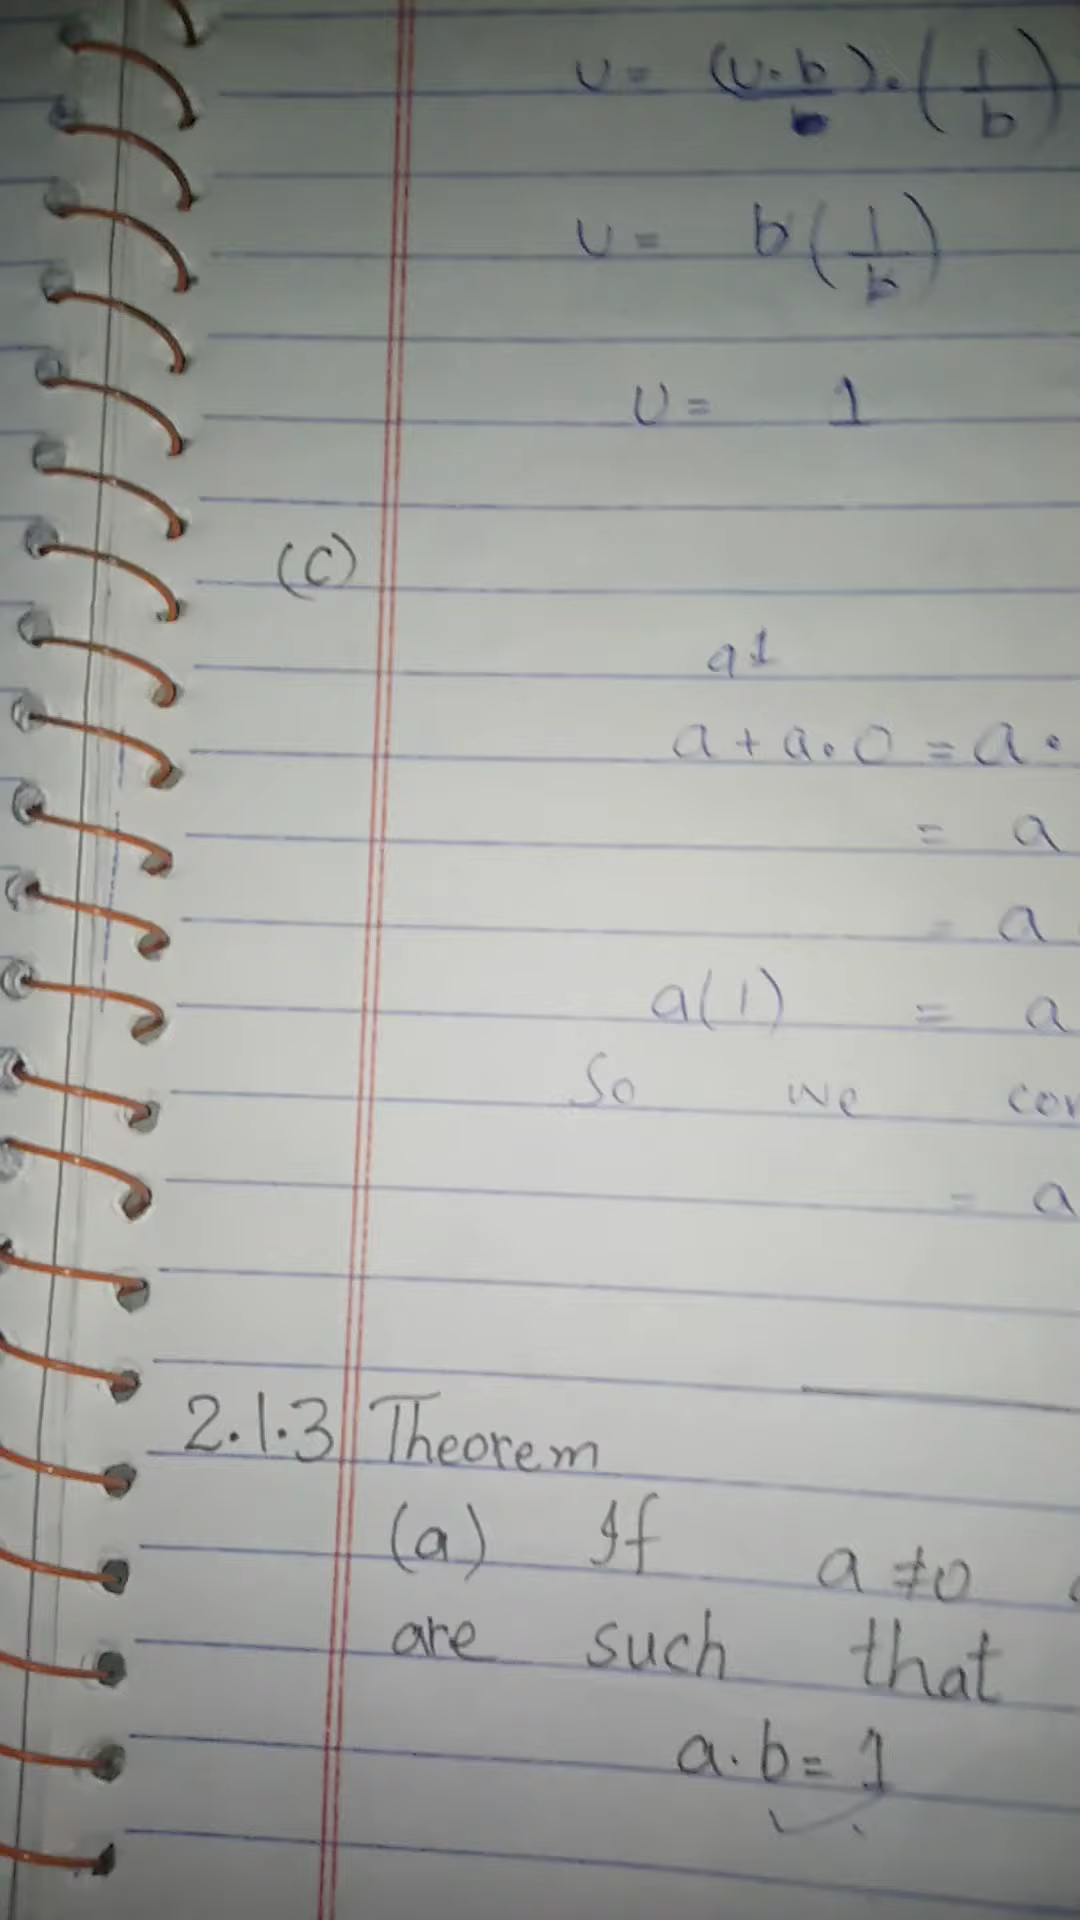 u = (u·b)/b · (1/b)
u = b(1/b)
u = 1
(c)
a1
a + a·0 = a·
= a
= a
a(1) = a
So we
= a
2.1.3 Theorem
(a) If a ≠ 0
are such that
a·b = 1